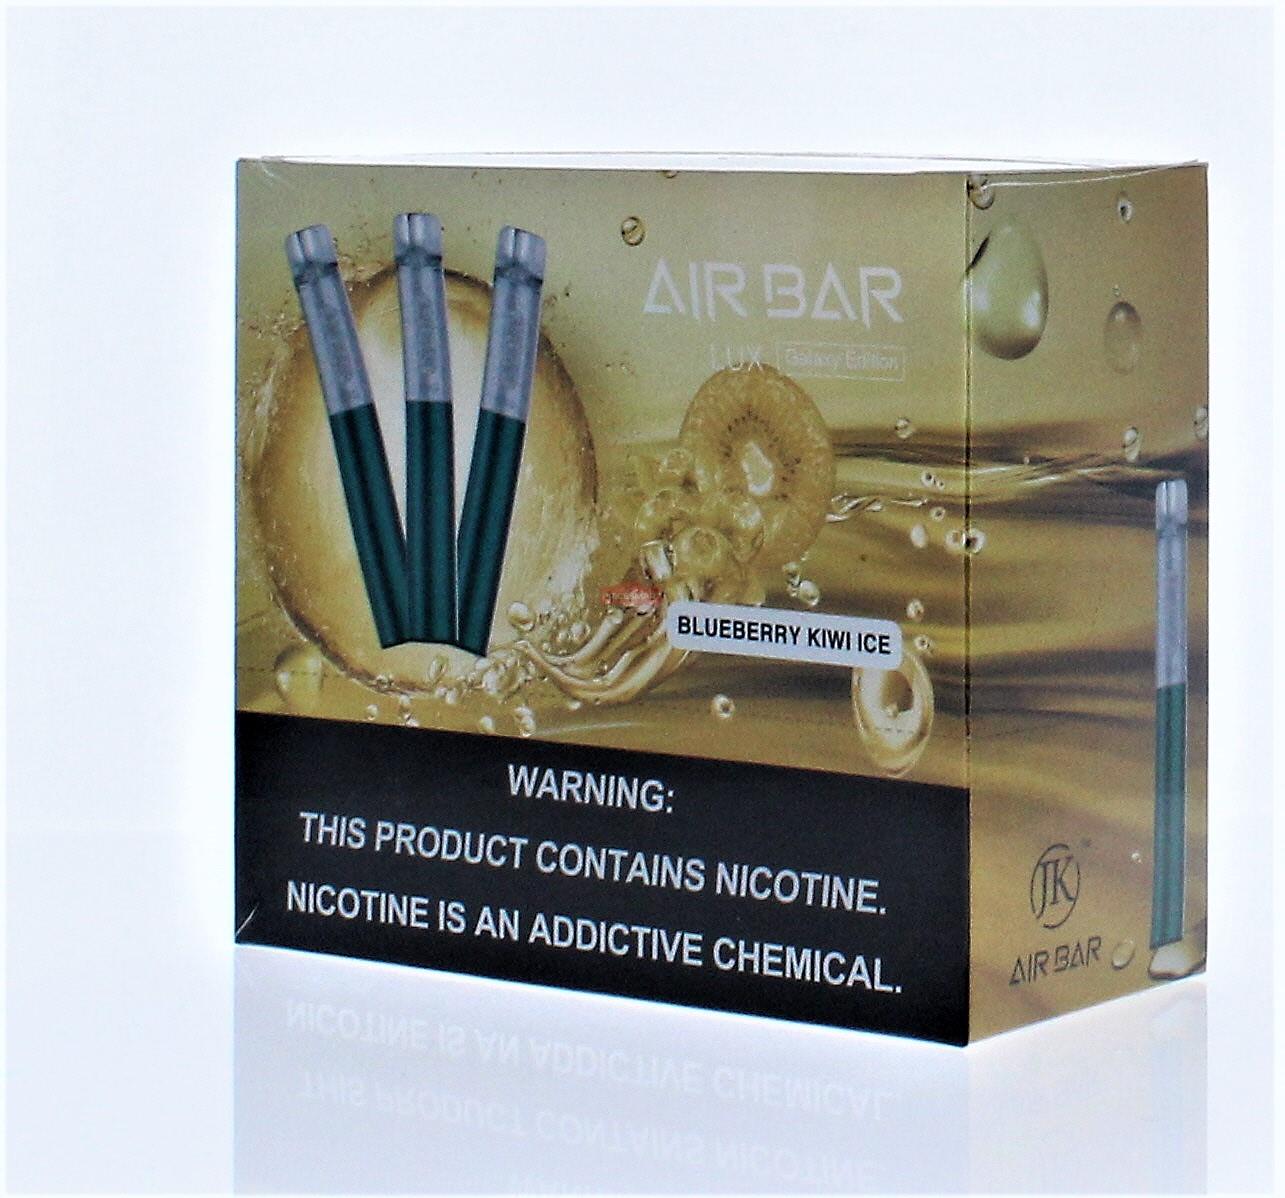 AIR BAR
LUX Galaxy Edition
BLUEBERRY KIWI ICE
WARNING:
THIS PRODUCT CONTAINS NICOTINE.
NICOTINE IS AN ADDICTIVE CHEMICAL.
JK
AIR BAR